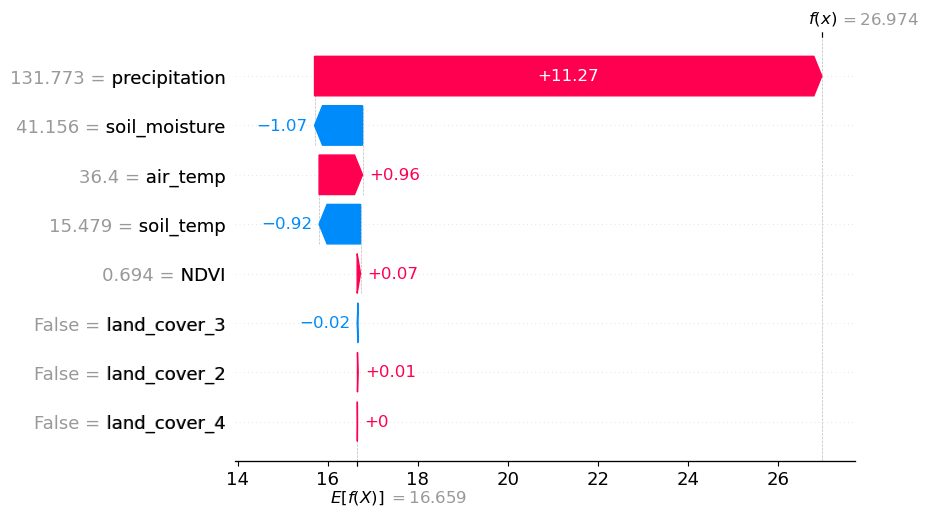 f(x) = 26.974
131.773 = precipitation +11.27
41.156 = soil_moisture −1.07
36.4 = air_temp +0.96
15.479 = soil_temp −0.92
0.694 = NDVI +0.07
False = land_cover_3 −0.02
False = land_cover_2 +0.01
False = land_cover_4 +0
14 16 18 20 22 24 26
E[f(X)] = 16.659